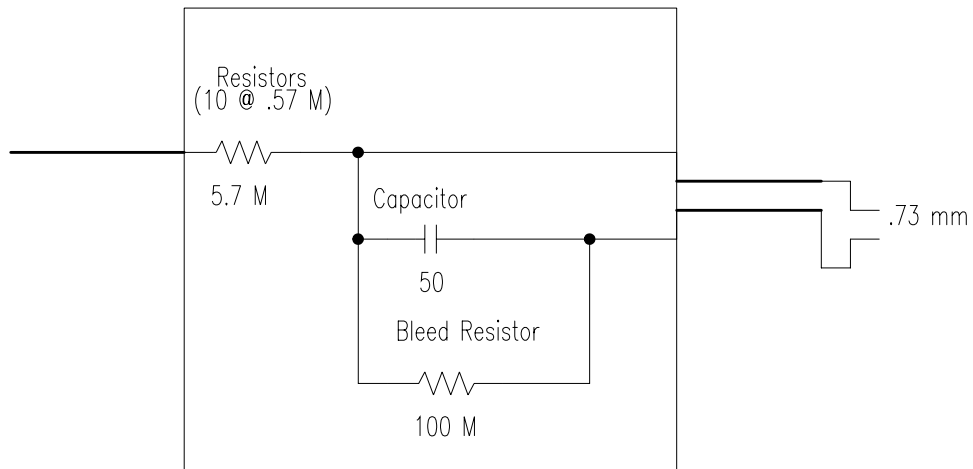 Resistors
(10 @ .57 M)
5.7 M
Capacitor
50
.73 mm
Bleed Resistor
100 M